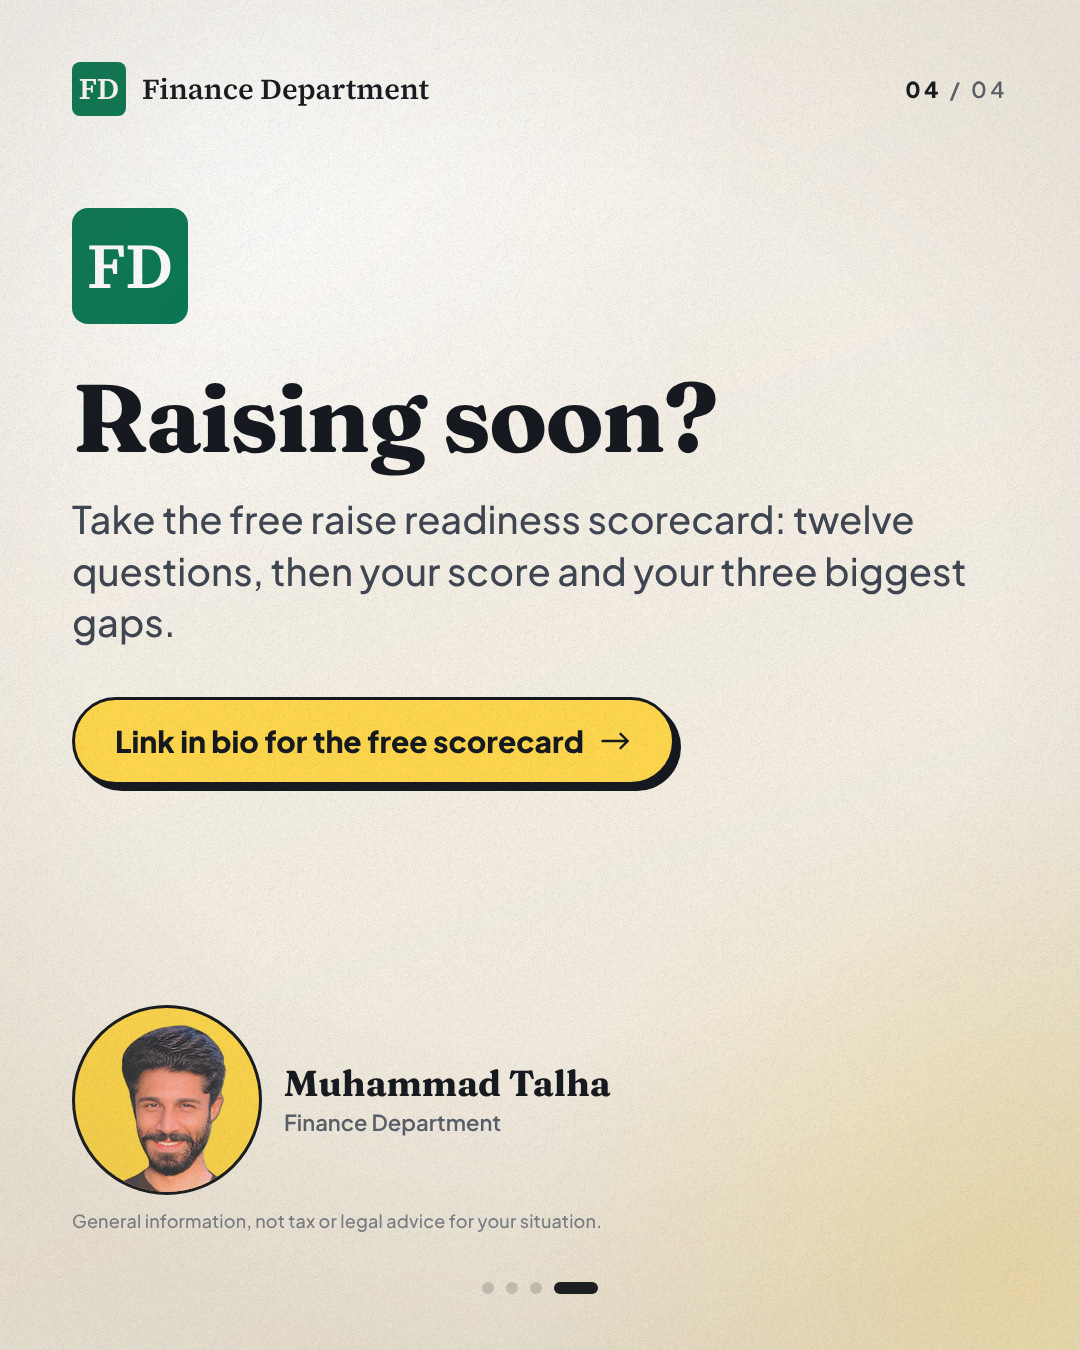 FD Finance Department
04 / 04
FD
Raising soon?
Take the free raise readiness scorecard: twelve
questions, then your score and your three biggest
gaps.
Link in bio for the free scorecard →
Muhammad Talha
Finance Department
General information, not tax or legal advice for your situation.